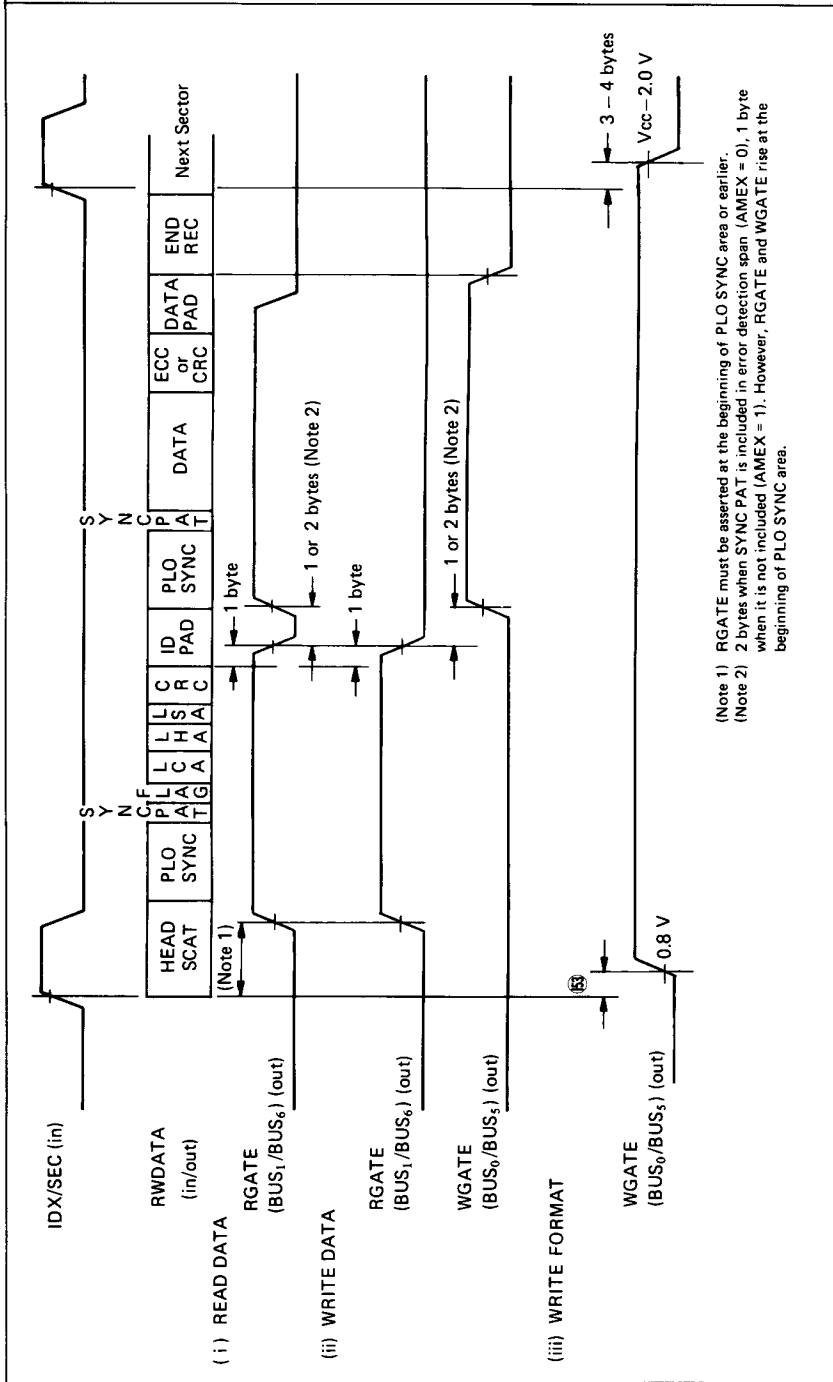 IDX/SEC (in)
RWDATA
(in/out)
HEAD
SCAT
PLO
SYNC
SYNC
PAT
FLAG
LCA
LHA
LSA
CRC
ID
PAD
PLO
SYNC
SYNC
PAT
DATA
ECC
or
CRC
DATA
PAD
END
REC
Next Sector
(i) READ DATA
RGATE
(BUS₁/BUS₆) (out)
(Note 1)
1 byte
1 or 2 bytes (Note 2)
(ii) WRITE DATA
RGATE
(BUS₁/BUS₆) (out)
1 byte
WGATE
(BUS₀/BUS₅) (out)
1 or 2 bytes (Note 2)
(iii) WRITE FORMAT
WGATE
(BUS₀/BUS₅) (out)
153
0.8 V
3 – 4 bytes
Vcc–2.0 V
(Note 1) RGATE must be asserted at the beginning of PLO SYNC area or earlier.
(Note 2) 2 bytes when SYNC PAT is included in error detection span (AMEX = 0), 1 byte
when it is not included (AMEX = 1). However, RGATE and WGATE rise at the
beginning of PLO SYNC area.